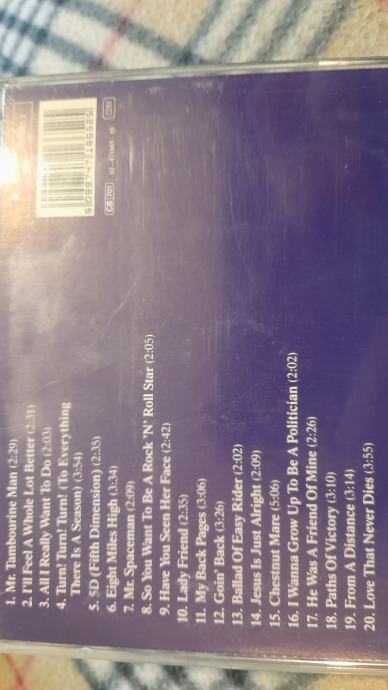 1. Mr. Tambourine Man (2:29)
2. I'll Feel A Whole Lot Better (2:31)
3. All I Really Want To Do (2:03)
4. Turn! Turn! Turn! (To Everything
There Is A Season) (3:54)
5. 5D (Fifth Dimension) (2:35)
6. Eight Miles High (3:34)
7. Mr. Spaceman (2:09)
8. So You Want To Be A Rock 'N' Roll Star (2:05)
9. Have You Seen Her Face (2:42)
10. Lady Friend (2:35)
11. My Back Pages (3:06)
12. Goin' Back (3:26)
13. Ballad Of Easy Rider (2:02)
14. Jesus Is Just Alright (2:09)
15. Chestnut Mare (5:06)
16. I Wanna Grow Up To Be A Politician (2:02)
17. He Was A Friend Of Mine (2:26)
18. Paths Of Victory (3:10)
19. From A Distance (3:14)
20. Love That Never Dies (3:55)
CB 701